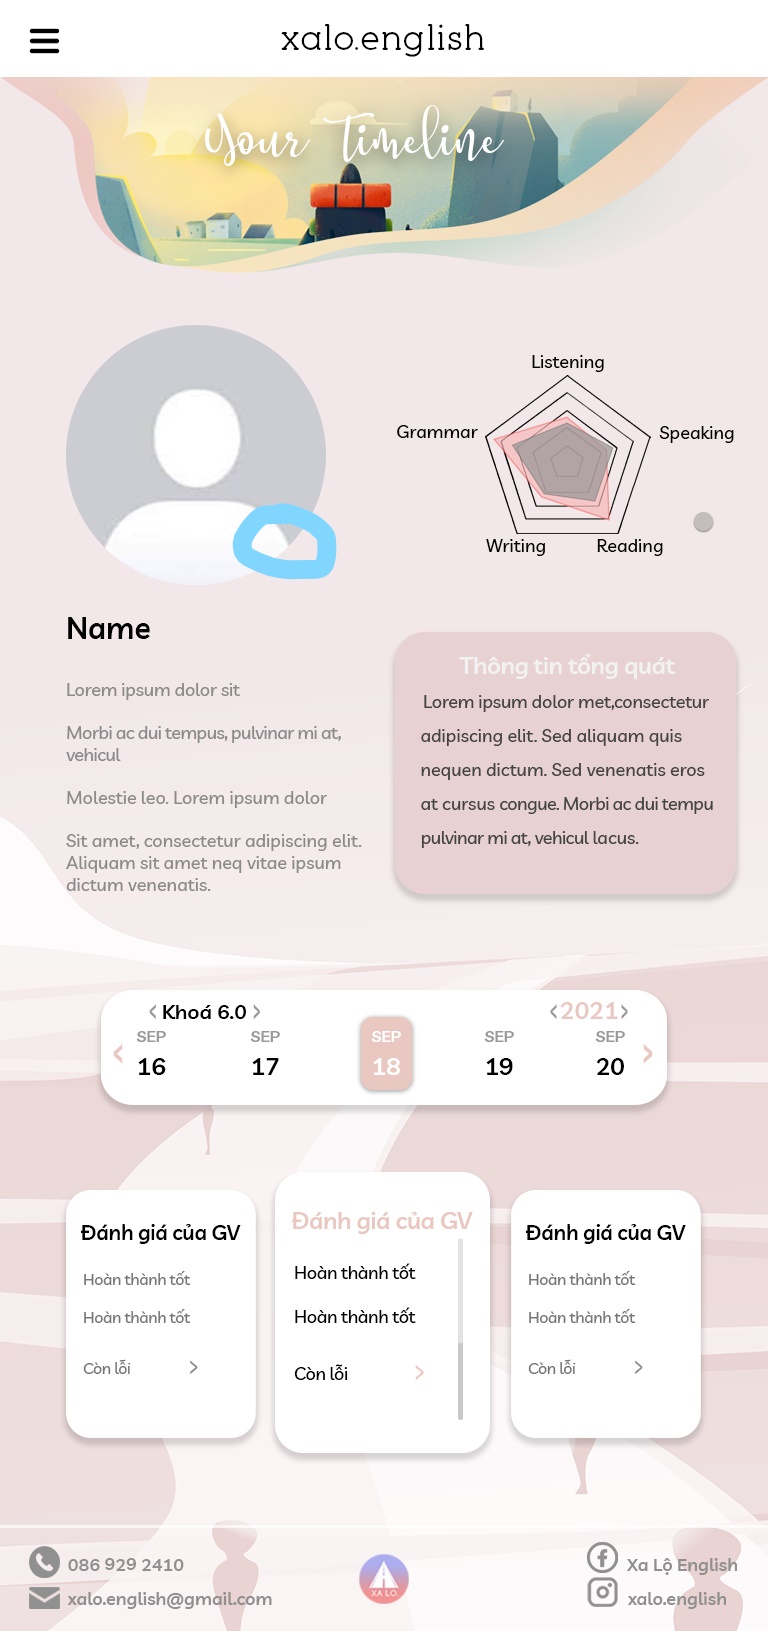 xalo.english
Your Timeline
Listening
Grammar
Speaking
Writing
Reading
Name
Lorem ipsum dolor sit
Morbi ac dui tempus, pulvinar mi at,
vehicul
Molestie leo. Lorem ipsum dolor
Sit amet, consectetur adipiscing elit.
Aliquam sit amet neq vitae ipsum
dictum venenatis.
Thông tin tổng quát
Lorem ipsum dolor met,consectetur
adipiscing elit. Sed aliquam quis
nequen dictum. Sed venenatis eros
at cursus congue. Morbi ac dui tempu
pulvinar mi at, vehicul lacus.
‹ Khoá 6.0 ›
‹2021›
SEP SEP SEP SEP SEP
‹ 16 17 18 19 20 ›
Đánh giá của GV
Hoàn thành tốt
Hoàn thành tốt
Còn lỗi >
Đánh giá của GV
Hoàn thành tốt
Hoàn thành tốt
Còn lỗi >
Đánh giá của GV
Hoàn thành tốt
Hoàn thành tốt
Còn lỗi >
086 929 2410
xalo.english@gmail.com
XA LO.
Xa Lộ English
xalo.english